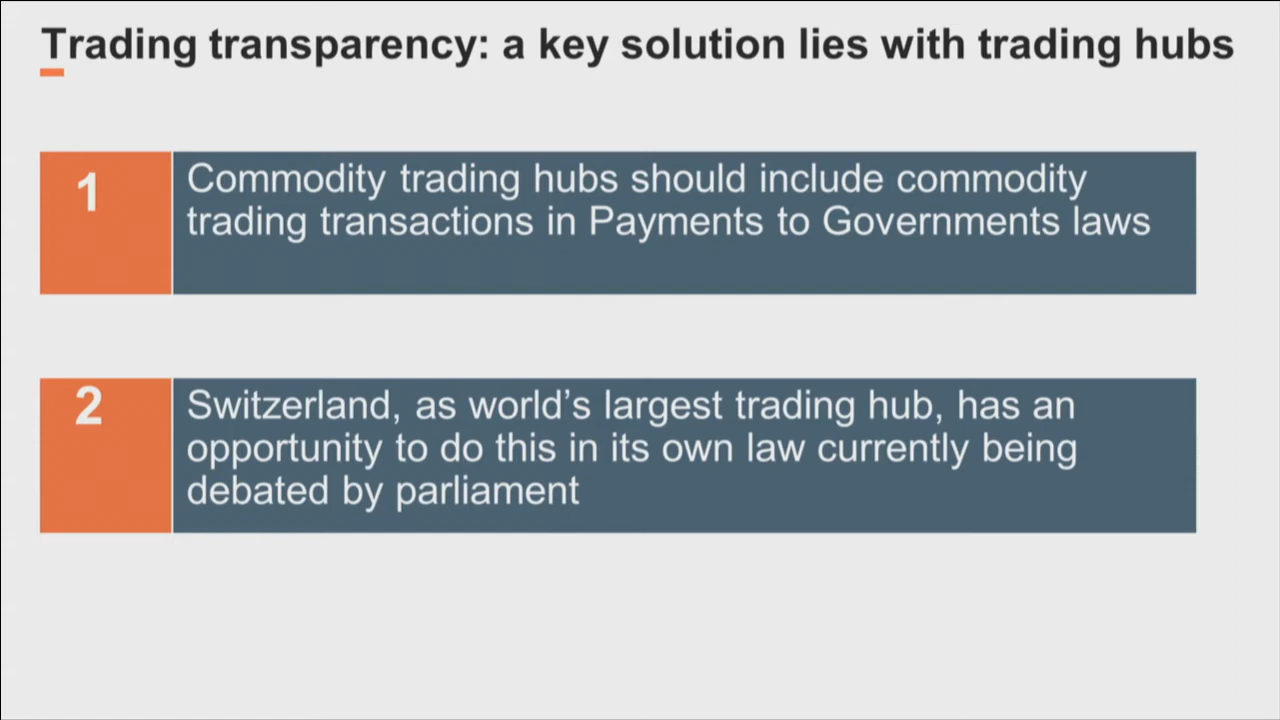 Trading transparency: a key solution lies with trading hubs
1
Commodity trading hubs should include commodity
trading transactions in Payments to Governments laws
2
Switzerland, as world's largest trading hub, has an
opportunity to do this in its own law currently being
debated by parliament